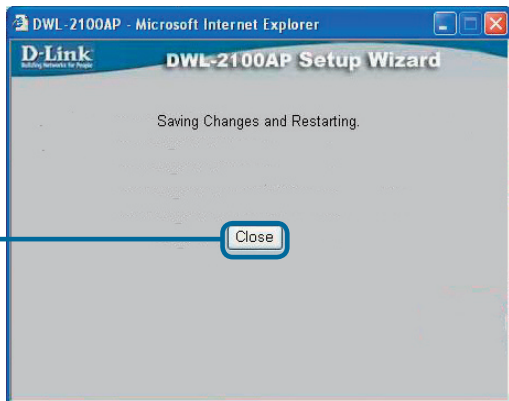 DWL-2100AP - Microsoft Internet Explorer
D-Link
Building Networks for People
DWL-2100AP Setup Wizard
Saving Changes and Restarting.
Close